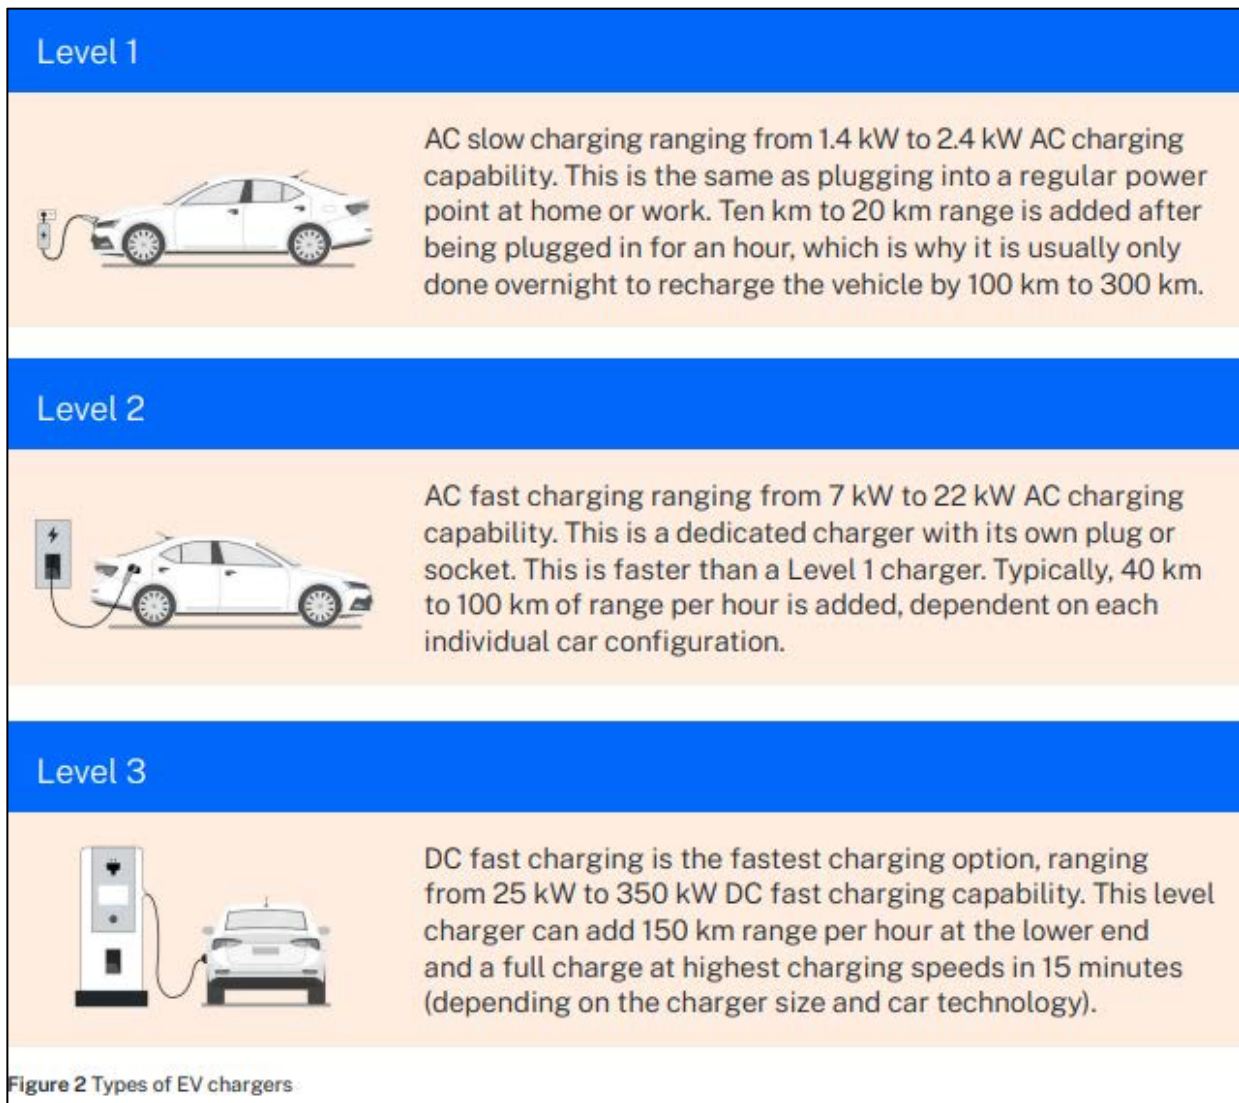 Level 1
AC slow charging ranging from 1.4 kW to 2.4 kW AC charging
capability. This is the same as plugging into a regular power
point at home or work. Ten km to 20 km range is added after
being plugged in for an hour, which is why it is usually only
done overnight to recharge the vehicle by 100 km to 300 km.
Level 2
AC fast charging ranging from 7 kW to 22 kW AC charging
capability. This is a dedicated charger with its own plug or
socket. This is faster than a Level 1 charger. Typically, 40 km
to 100 km of range per hour is added, dependent on each
individual car configuration.
Level 3
DC fast charging is the fastest charging option, ranging
from 25 kW to 350 kW DC fast charging capability. This level
charger can add 150 km range per hour at the lower end
and a full charge at highest charging speeds in 15 minutes
(depending on the charger size and car technology).
Figure 2 Types of EV chargers